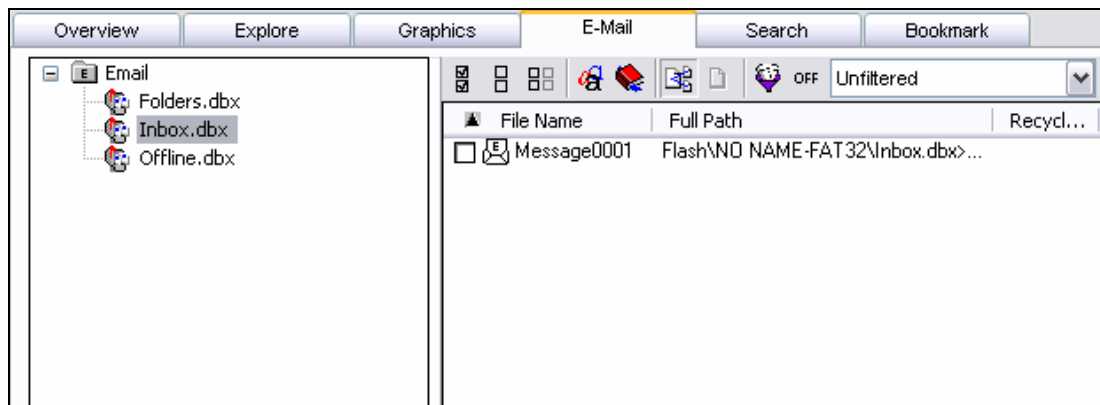 Overview Explore Graphics E-Mail Search Bookmark
Email
Folders.dbx
Inbox.dbx
Offline.dbx
OFF Unfiltered
File Name Full Path Recycl...
Message0001 Flash\NO NAME-FAT32\Inbox.dbx>...